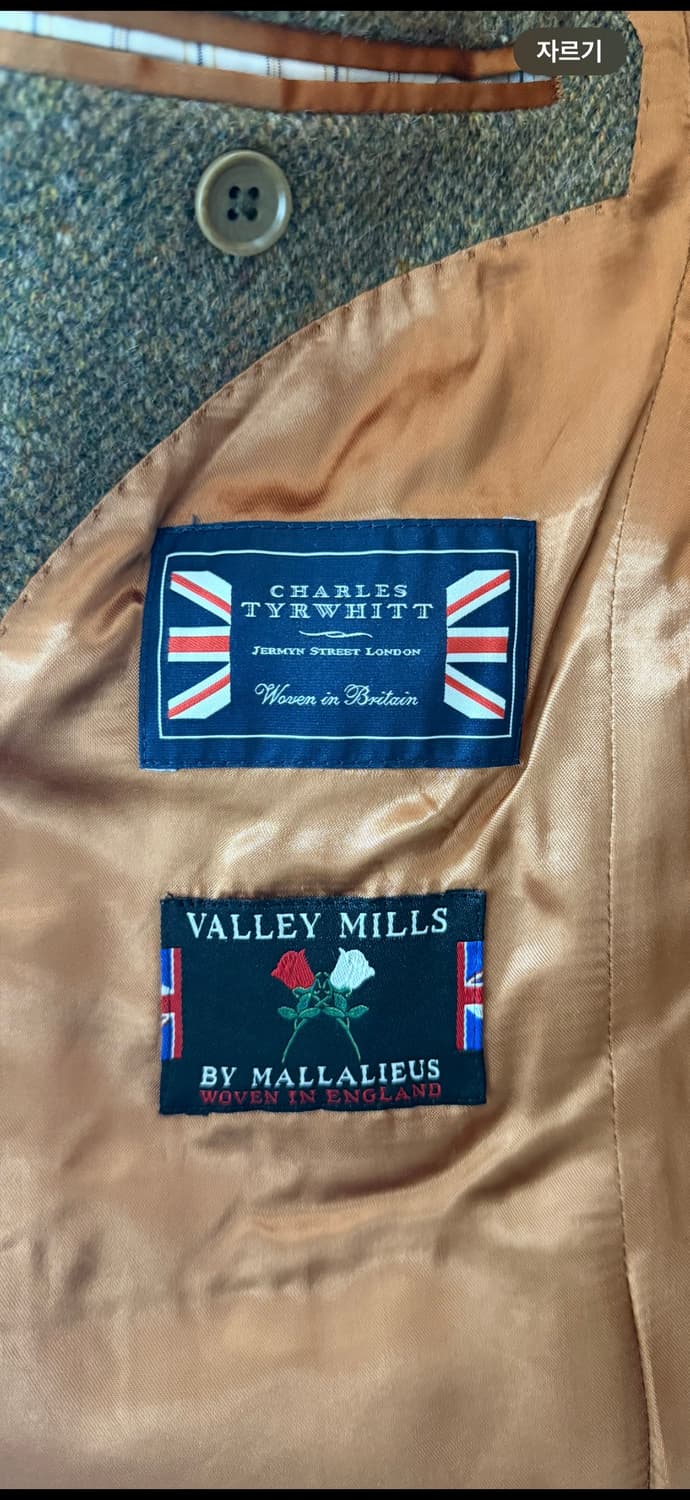 자르기
CHARLES
TYRWHITT
JERMYN STREET LONDON
Woven in Britain
VALLEY MILLS
BY MALLALIEUS
WOVEN IN ENGLAND